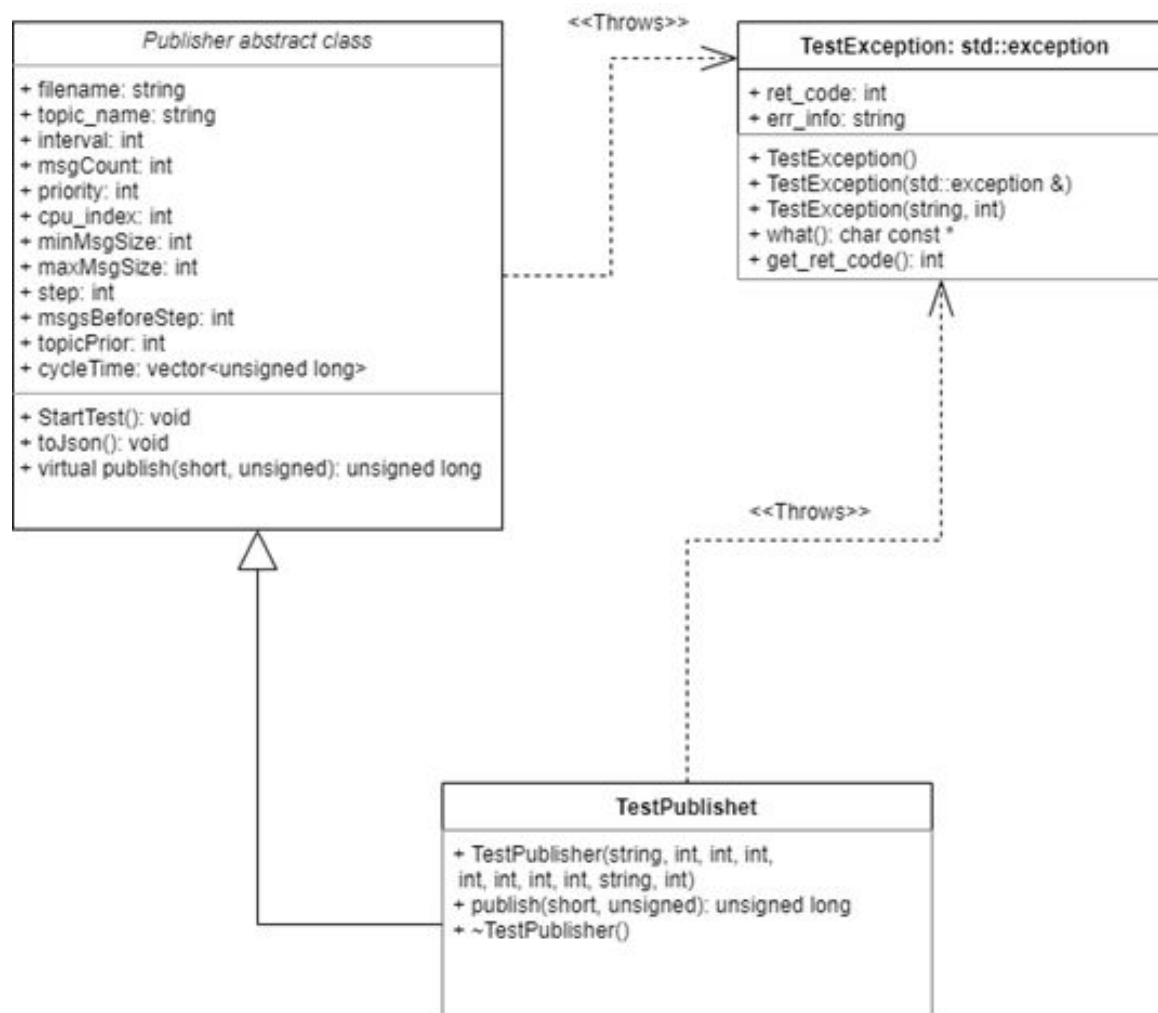 Publisher abstract class
+ filename: string
+ topic_name: string
+ interval: int
+ msgCount: int
+ priority: int
+ cpu_index: int
+ minMsgSize: int
+ maxMsgSize: int
+ step: int
+ msgsBeforeStep: int
+ topicPrior: int
+ cycleTime: vector<unsigned long>
+ StartTest(): void
+ toJson(): void
+ virtual publish(short, unsigned): unsigned long
<<Throws>>
TestException: std::exception
+ ret_code: int
+ err_info: string
+ TestException()
+ TestException(std::exception &)
+ TestException(string, int)
+ what(): char const *
+ get_ret_code(): int
<<Throws>>
TestPublishet
+ TestPublisher(string, int, int, int,
int, int, int, int, string, int)
+ publish(short, unsigned): unsigned long
+ ~TestPublisher()